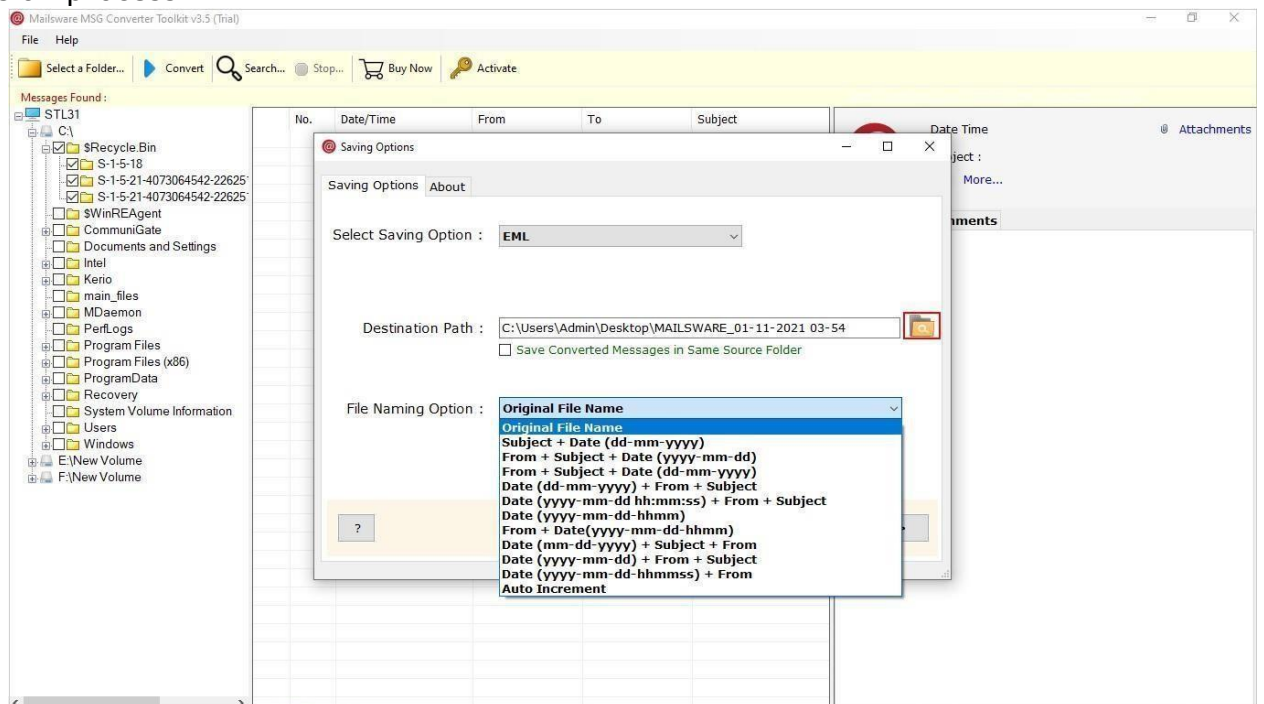 Mailsware MSG Converter Toolkit v3.5 (Trial)
File Help
Select a Folder... Convert Search... Stop... Buy Now Activate
Messages Found :
STL31
C:\
$Recycle.Bin
S-1-5-18
S-1-5-21-4073064542-22625
S-1-5-21-4073064542-22625
$WinREAgent
CommuniGate
Documents and Settings
Intel
Kerio
main_files
MDaemon
PerfLogs
Program Files
Program Files (x86)
ProgramData
Recovery
System Volume Information
Users
Windows
E:\New Volume
F:\New Volume
No. Date/Time From To Subject
Saving Options
Saving Options About
Select Saving Option : EML
Destination Path : C:\Users\Admin\Desktop\MAILSWARE_01-11-2021 03-54
Save Converted Messages in Same Source Folder
File Naming Option : Original File Name
Original File Name
Subject + Date (dd-mm-yyyy)
From + Subject + Date (yyyy-mm-dd)
From + Subject + Date (dd-mm-yyyy)
Date (dd-mm-yyyy) + From + Subject
Date (yyyy-mm-dd hh:mm:ss) + From + Subject
Date (yyyy-mm-dd-hhmm)
From + Date(yyyy-mm-dd-hhmm)
Date (mm-dd-yyyy) + Subject + From
Date (yyyy-mm-dd) + From + Subject
Date (yyyy-mm-dd-hhmmss) + From
Auto Increment
?
Date Time Attachments
ject :
More...
ments